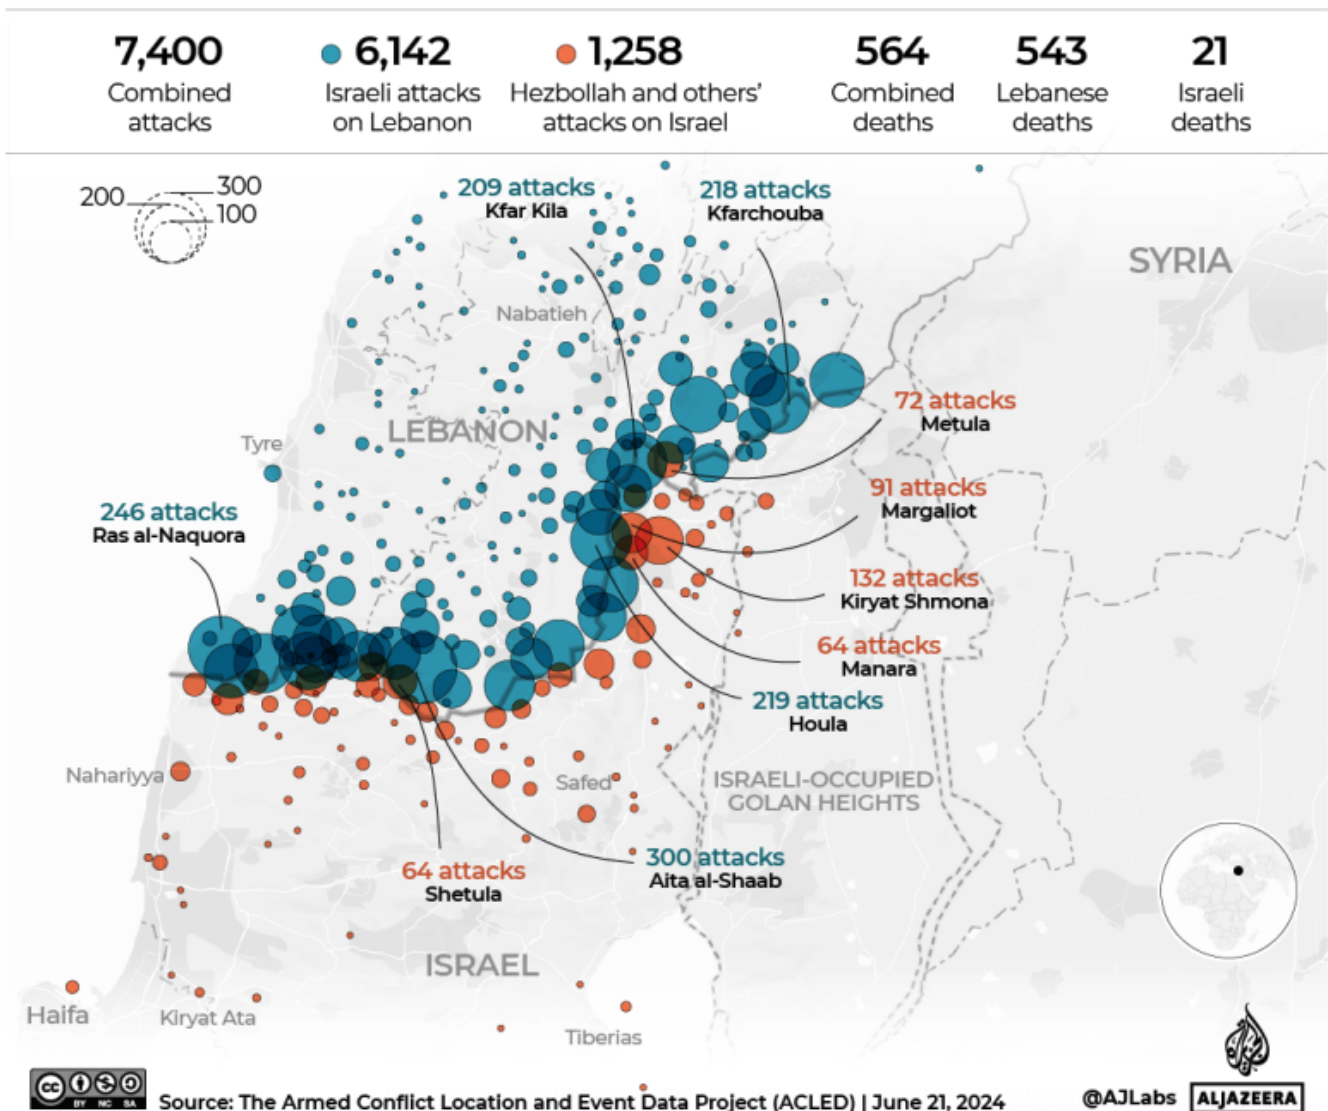 7,400
Combined
attacks
6,142
Israeli attacks
on Lebanon
1,258
Hezbollah and others’
attacks on Israel
564
Combined
deaths
543
Lebanese
deaths
21
Israeli
deaths
200
300
100
209 attacks
Kfar Kila
218 attacks
Kfarchouba
SYRIA
Nabatieh
72 attacks
Metula
LEBANON
Tyre
91 attacks
Margaliot
246 attacks
Ras al-Naquora
132 attacks
Kiryat Shmona
64 attacks
Manara
219 attacks
Houla
Nahariyya
Safed
ISRAELI-OCCUPIED
GOLAN HEIGHTS
300 attacks
Aita al-Shaab
64 attacks
Shetula
ISRAEL
Haifa
Kiryat Ata
Tiberias
cc
BY NC SA
Source: The Armed Conflict Location and Event Data Project (ACLED) | June 21, 2024
@AJLabs
ALJAZEERA